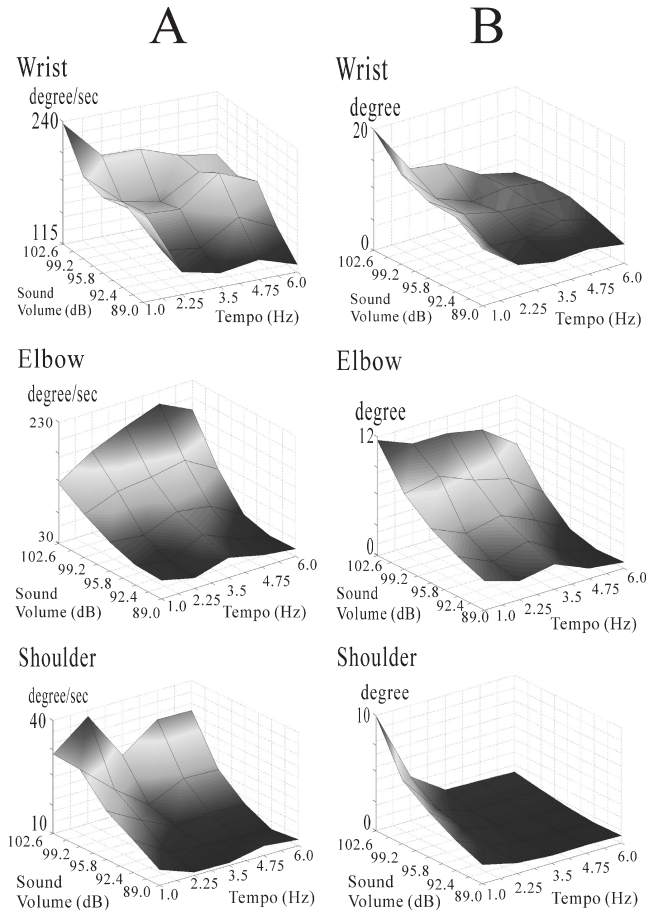 A
B
Wrist
degree/sec
240
115
102.6
99.2
95.8
92.4
89.0
Sound
Volume (dB)
1.0
2.25
3.5
4.75
6.0
Tempo (Hz)
Wrist
degree
20
0
102.6
99.2
95.8
92.4
89.0
Sound
Volume (dB)
1.0
2.25
3.5
4.75
6.0
Tempo (Hz)
Elbow
degree/sec
230
30
102.6
99.2
95.8
92.4
89.0
Sound
Volume (dB)
1.0
2.25
3.5
4.75
6.0
Tempo (Hz)
Elbow
degree
12
0
102.6
99.2
95.8
92.4
89.0
Sound
Volume (dB)
1.0
2.25
3.5
4.75
6.0
Tempo (Hz)
Shoulder
degree/sec
40
10
102.6
99.2
95.8
92.4
89.0
Sound
Volume (dB)
1.0
2.25
3.5
4.75
6.0
Tempo (Hz)
Shoulder
degree
10
0
102.6
99.2
95.8
92.4
89.0
Sound
Volume (dB)
1.0
2.25
3.5
4.75
6.0
Tempo (Hz)